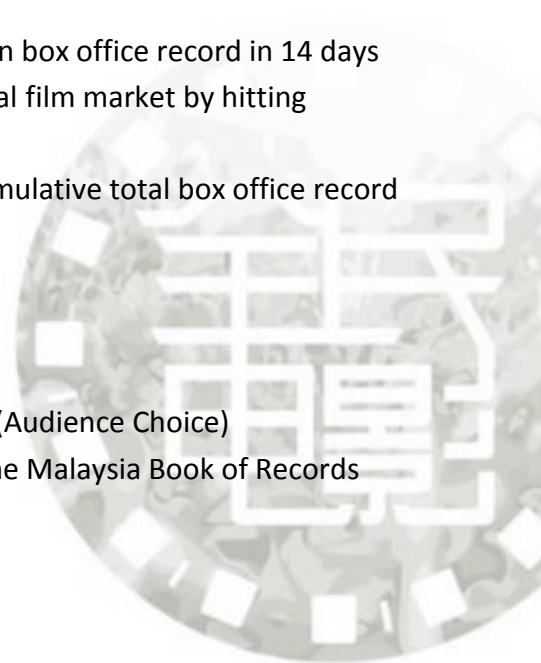 n box office record in 14 days
al film market by hitting
mulative total box office record
(Audience Choice)
he Malaysia Book of Records